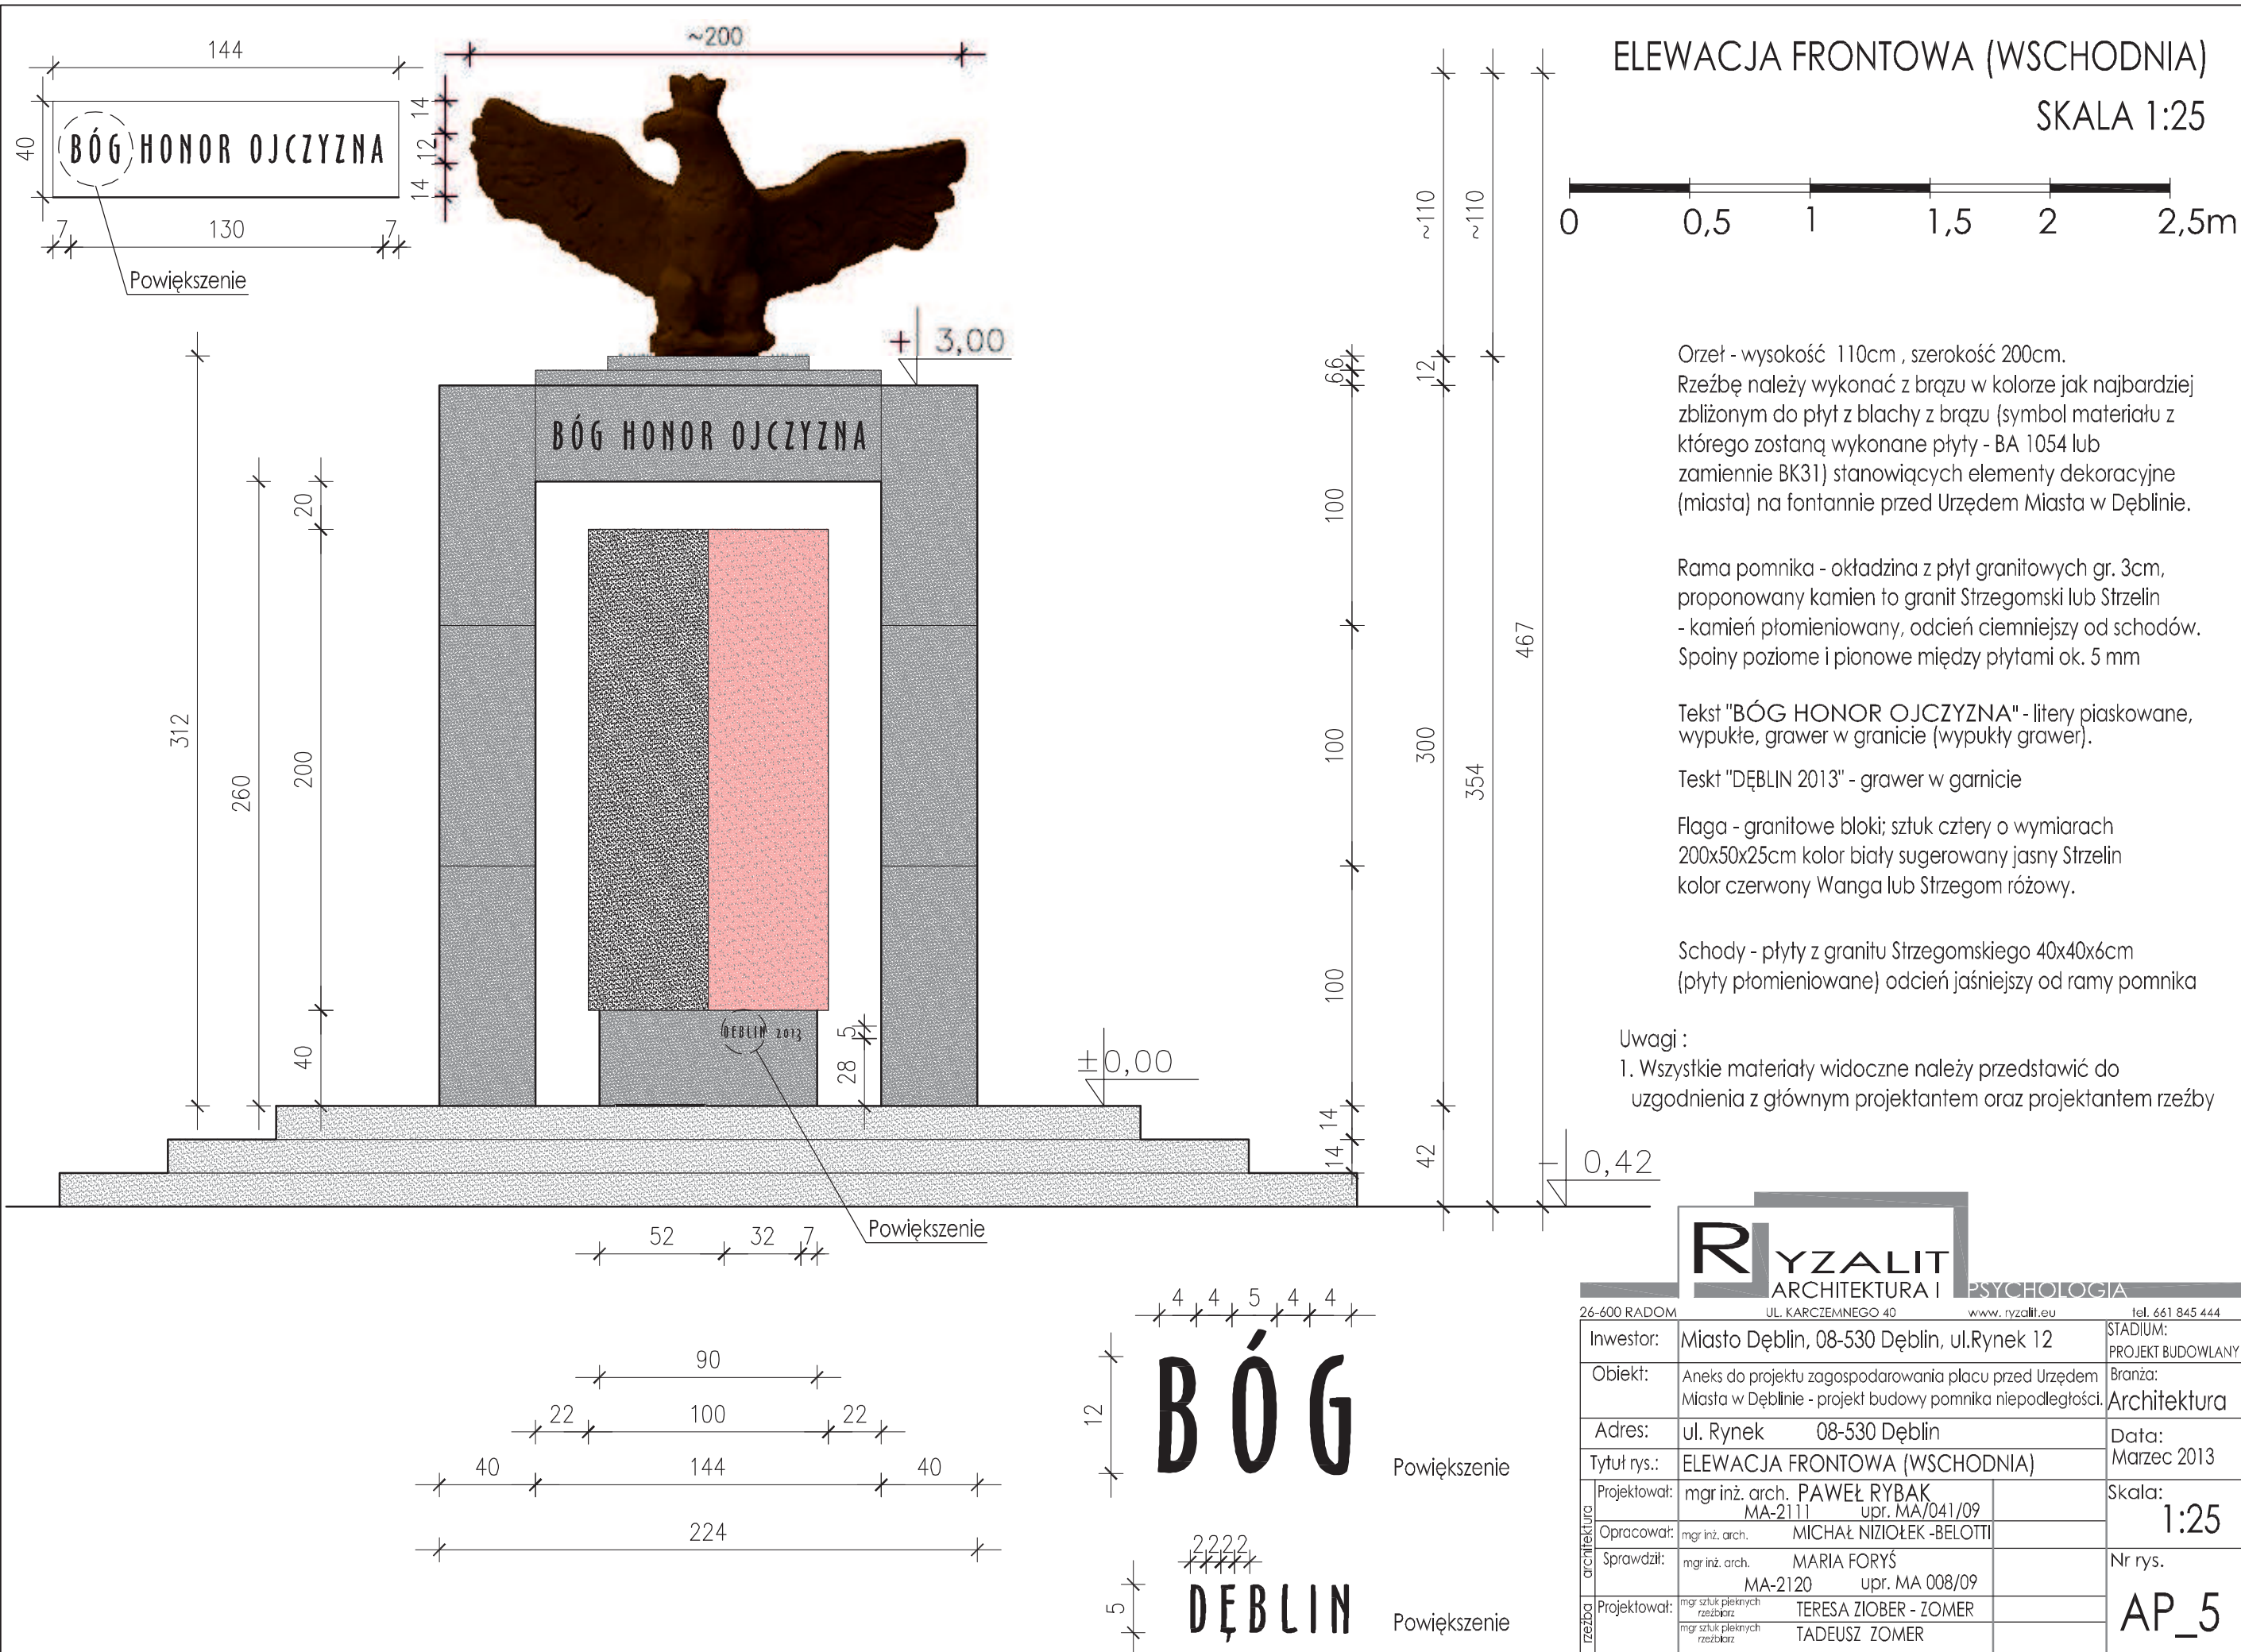 ELEWACJA FRONTOWA (WSCHODNIA)
SKALA 1:25
0 0,5 1 1,5 2 2,5m
144
40
BÓG HONOR OJCZYZNA
14
12
14
7 130 7
Powiększenie
~200
+ 3,00
BÓG HONOR OJCZYZNA
312
260
20
200
40
DĘBLIN 2013
5
28
±0,00
- 0,42
66
100
100
100
14
14
~110
12
300
42
~110
354
467
52 32 7
Powiększenie
90
22 100 22
40 144 40
224
Orzeł - wysokość 110cm , szerokość 200cm.
Rzeźbę należy wykonać z brązu w kolorze jak najbardziej
zbliżonym do płyt z blachy z brązu (symbol materiału z
którego zostaną wykonane płyty - BA 1054 lub
zamiennie BK31) stanowiących elementy dekoracyjne
(miasta) na fontannie przed Urzędem Miasta w Dęblinie.
Rama pomnika - okładzina z płyt granitowych gr. 3cm,
proponowany kamien to granit Strzegomski lub Strzelin
- kamień płomieniowany, odcień ciemniejszy od schodów.
Spoiny poziome i pionowe między płytami ok. 5 mm
Tekst "BÓG HONOR OJCZYZNA" - litery piaskowane,
wypukłe, grawer w granicie (wypukły grawer).
Teskt "DĘBLIN 2013" - grawer w garnicie
Flaga - granitowe bloki; sztuk cztery o wymiarach
200x50x25cm kolor biały sugerowany jasny Strzelin
kolor czerwony Wanga lub Strzegom różowy.
Schody - płyty z granitu Strzegomskiego 40x40x6cm
(płyty płomieniowane) odcień jaśniejszy od ramy pomnika
Uwagi :
1. Wszystkie materiały widoczne należy przedstawić do
uzgodnienia z głównym projektantem oraz projektantem rzeźby
4 4 5 4 4
12
BÓG
Powiększenie
2222
5
DĘBLIN
Powiększenie
RYZALIT
ARCHITEKTURA I PSYCHOLOGIA
26-600 RADOM UL. KARCZEMNEGO 40 www. ryzalit.eu tel. 661 845 444
Inwestor: Miasto Dęblin, 08-530 Dęblin, ul.Rynek 12
STADIUM:
PROJEKT BUDOWLANY
Obiekt: Aneks do projektu zagospodarowania placu przed Urzędem
Miasta w Dęblinie - projekt budowy pomnika niepodległości.
Branża:
Architektura
Adres: ul. Rynek 08-530 Dęblin
Data:
Marzec 2013
Tytuł rys.: ELEWACJA FRONTOWA (WSCHODNIA)
architektura
Projektował: mgr inż. arch. PAWEŁ RYBAK
MA-2111 upr. MA/041/09
Skala:
1:25
Opracował: mgr inż. arch. MICHAŁ NIZIOŁEK -BELOTTI
Sprawdził: mgr inż. arch. MARIA FORYŚ
MA-2120 upr. MA 008/09
Nr rys.
AP_5
rzeźba
Projektował: mgr sztuk pięknych rzeźbiarz TERESA ZIOBER - ZOMER
mgr sztuk pięknych rzeźbiarz TADEUSZ ZOMER